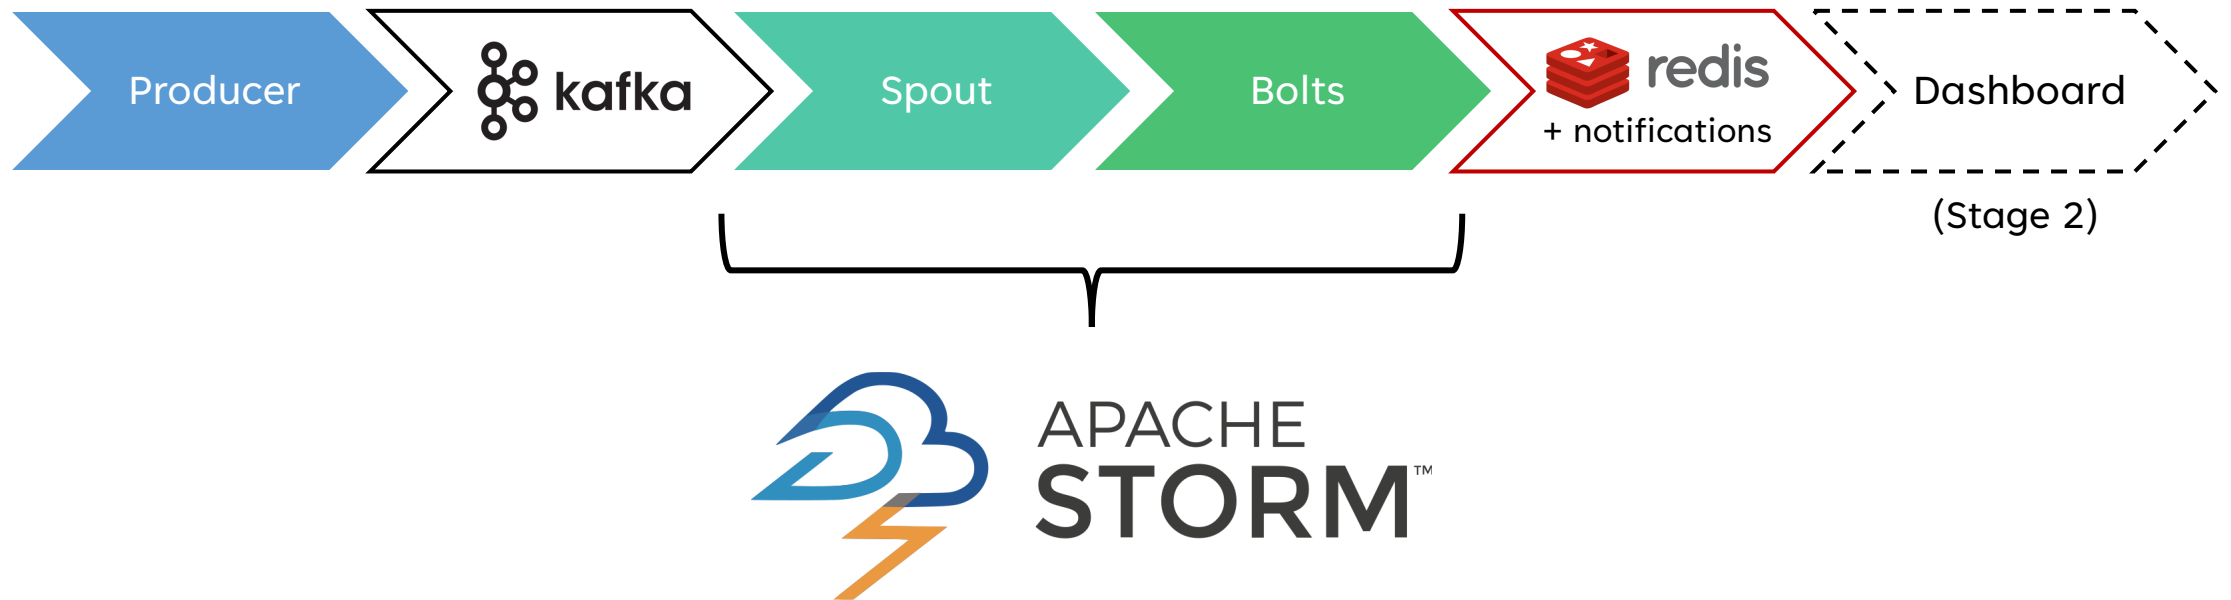 Producer
kafka
Spout
Bolts
redis
+ notifications
Dashboard
(Stage 2)
APACHE
STORM™